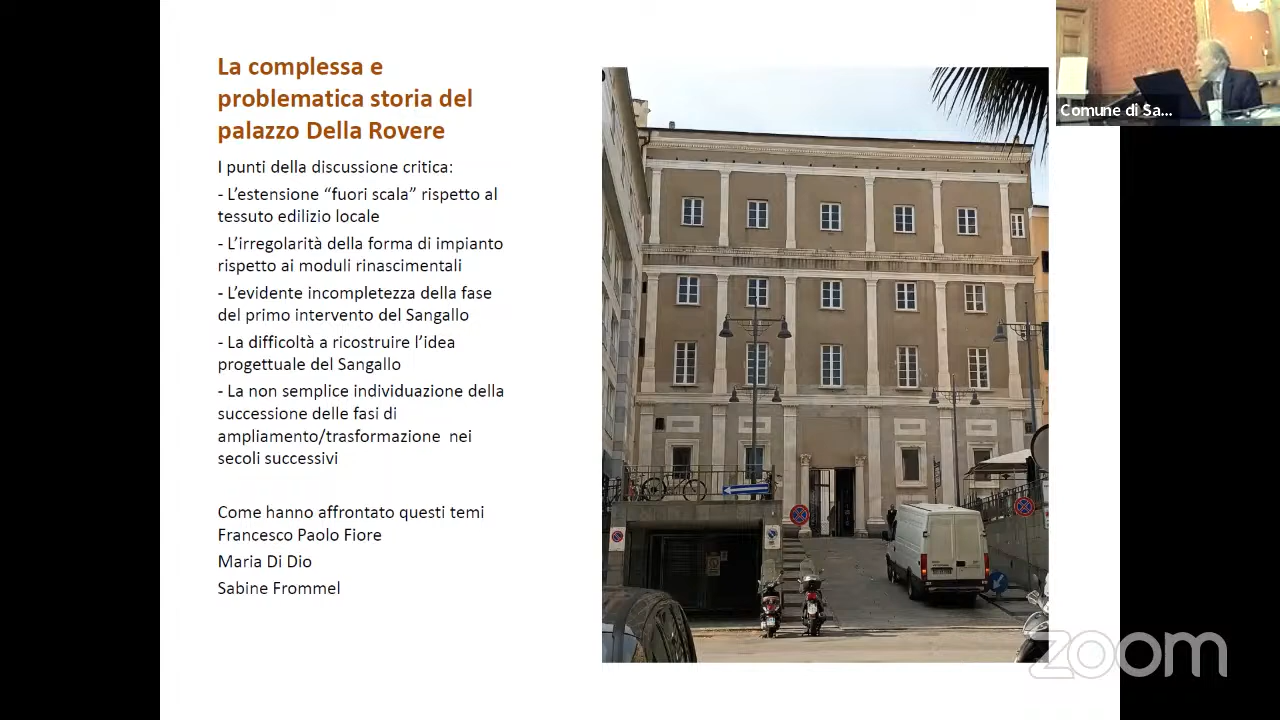 La complessa e
problematica storia del
palazzo Della Rovere
I punti della discussione critica:
- L’estensione “fuori scala” rispetto al
tessuto edilizio locale
- L’irregolarità della forma di impianto
rispetto ai moduli rinascimentali
- L’evidente incompletezza della fase
del primo intervento del Sangallo
- La difficoltà a ricostruire l’idea
progettuale del Sangallo
- La non semplice individuazione della
successione delle fasi di
ampliamento/trasformazione nei
secoli successivi
Come hanno affrontato questi temi
Francesco Paolo Fiore
Maria Di Dio
Sabine Frommel
Comune di Sa...
zoom